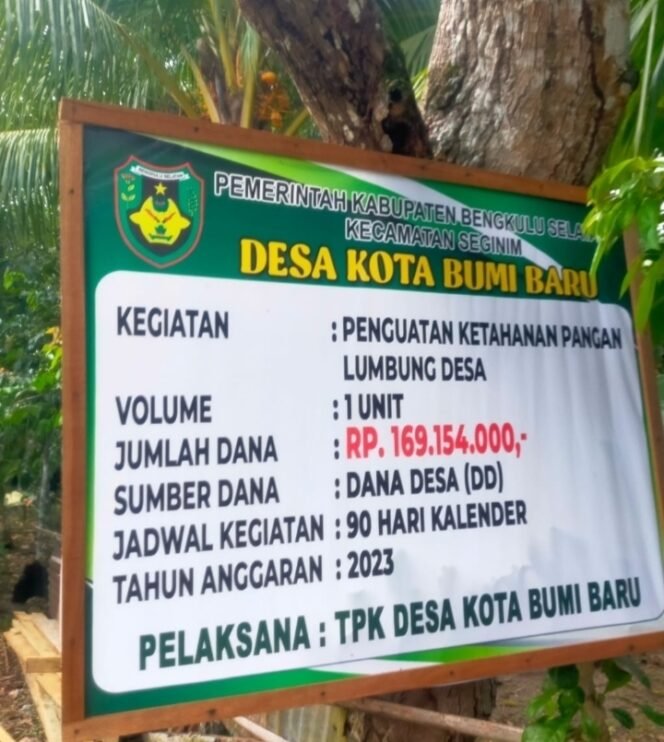 BENGKULU SELATAN
PEMERINTAH KABUPATEN BENGKULU
KECAMATAN SEGINIM
DESA KOTA BUMI BARU
KEGIATAN : PENGUATAN KETAHANAN PANGAN
LUMBUNG DESA
VOLUME : 1 UNIT
JUMLAH DANA : RP. 169.154.000,-
SUMBER DANA : DANA DESA (DD)
JADWAL KEGIATAN : 90 HARI KALENDER
TAHUN ANGGARAN : 2023
PELAKSANA : TPK DESA KOTA BUMI BARU